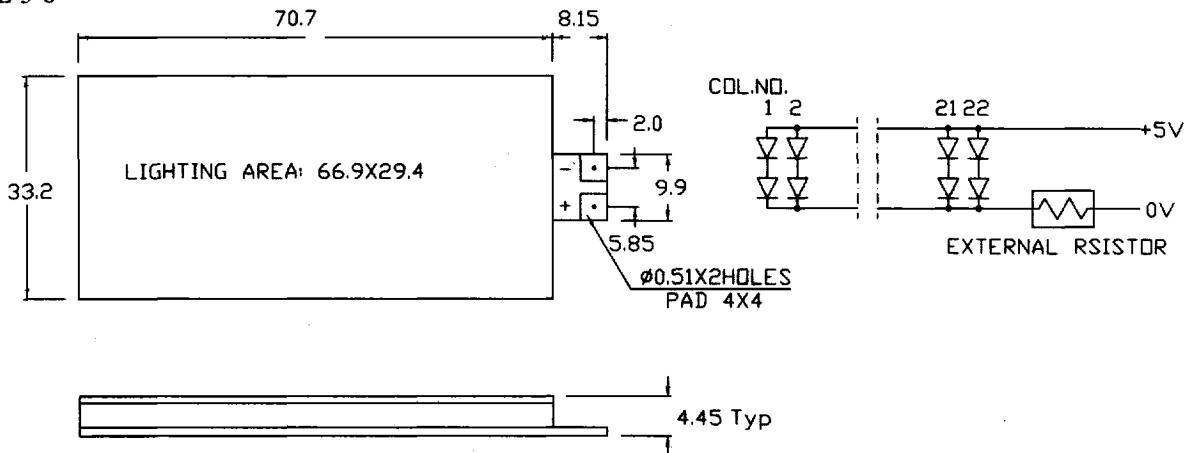 70.7
8.15
COL.NO.
1 2
21 22
+5V
2.0
LIGHTING AREA: 66.9X29.4
-
33.2
9.9
+
0V
5.85
EXTERNAL RSISTOR
Ø0.51X2HOLES
PAD 4X4
4.45 Typ